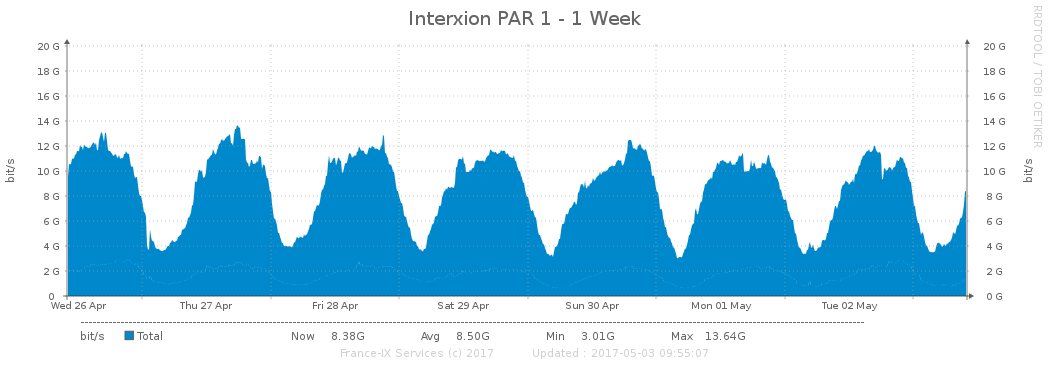 Interxion PAR 1 - 1 Week
RRDTOOL / TOBI OETIKER
bit/s
bit/s
20 G 20 G
18 G 18 G
16 G 16 G
14 G 14 G
12 G 12 G
10 G 10 G
8 G 8 G
6 G 6 G
4 G 4 G
2 G 2 G
0 0 G
Wed 26 Apr Thu 27 Apr Fri 28 Apr Sat 29 Apr Sun 30 Apr Mon 01 May Tue 02 May
bit/s Total Now 8.38G Avg 8.50G Min 3.01G Max 13.64G
France-IX Services (c) 2017 Updated : 2017-05-03 09:55:07